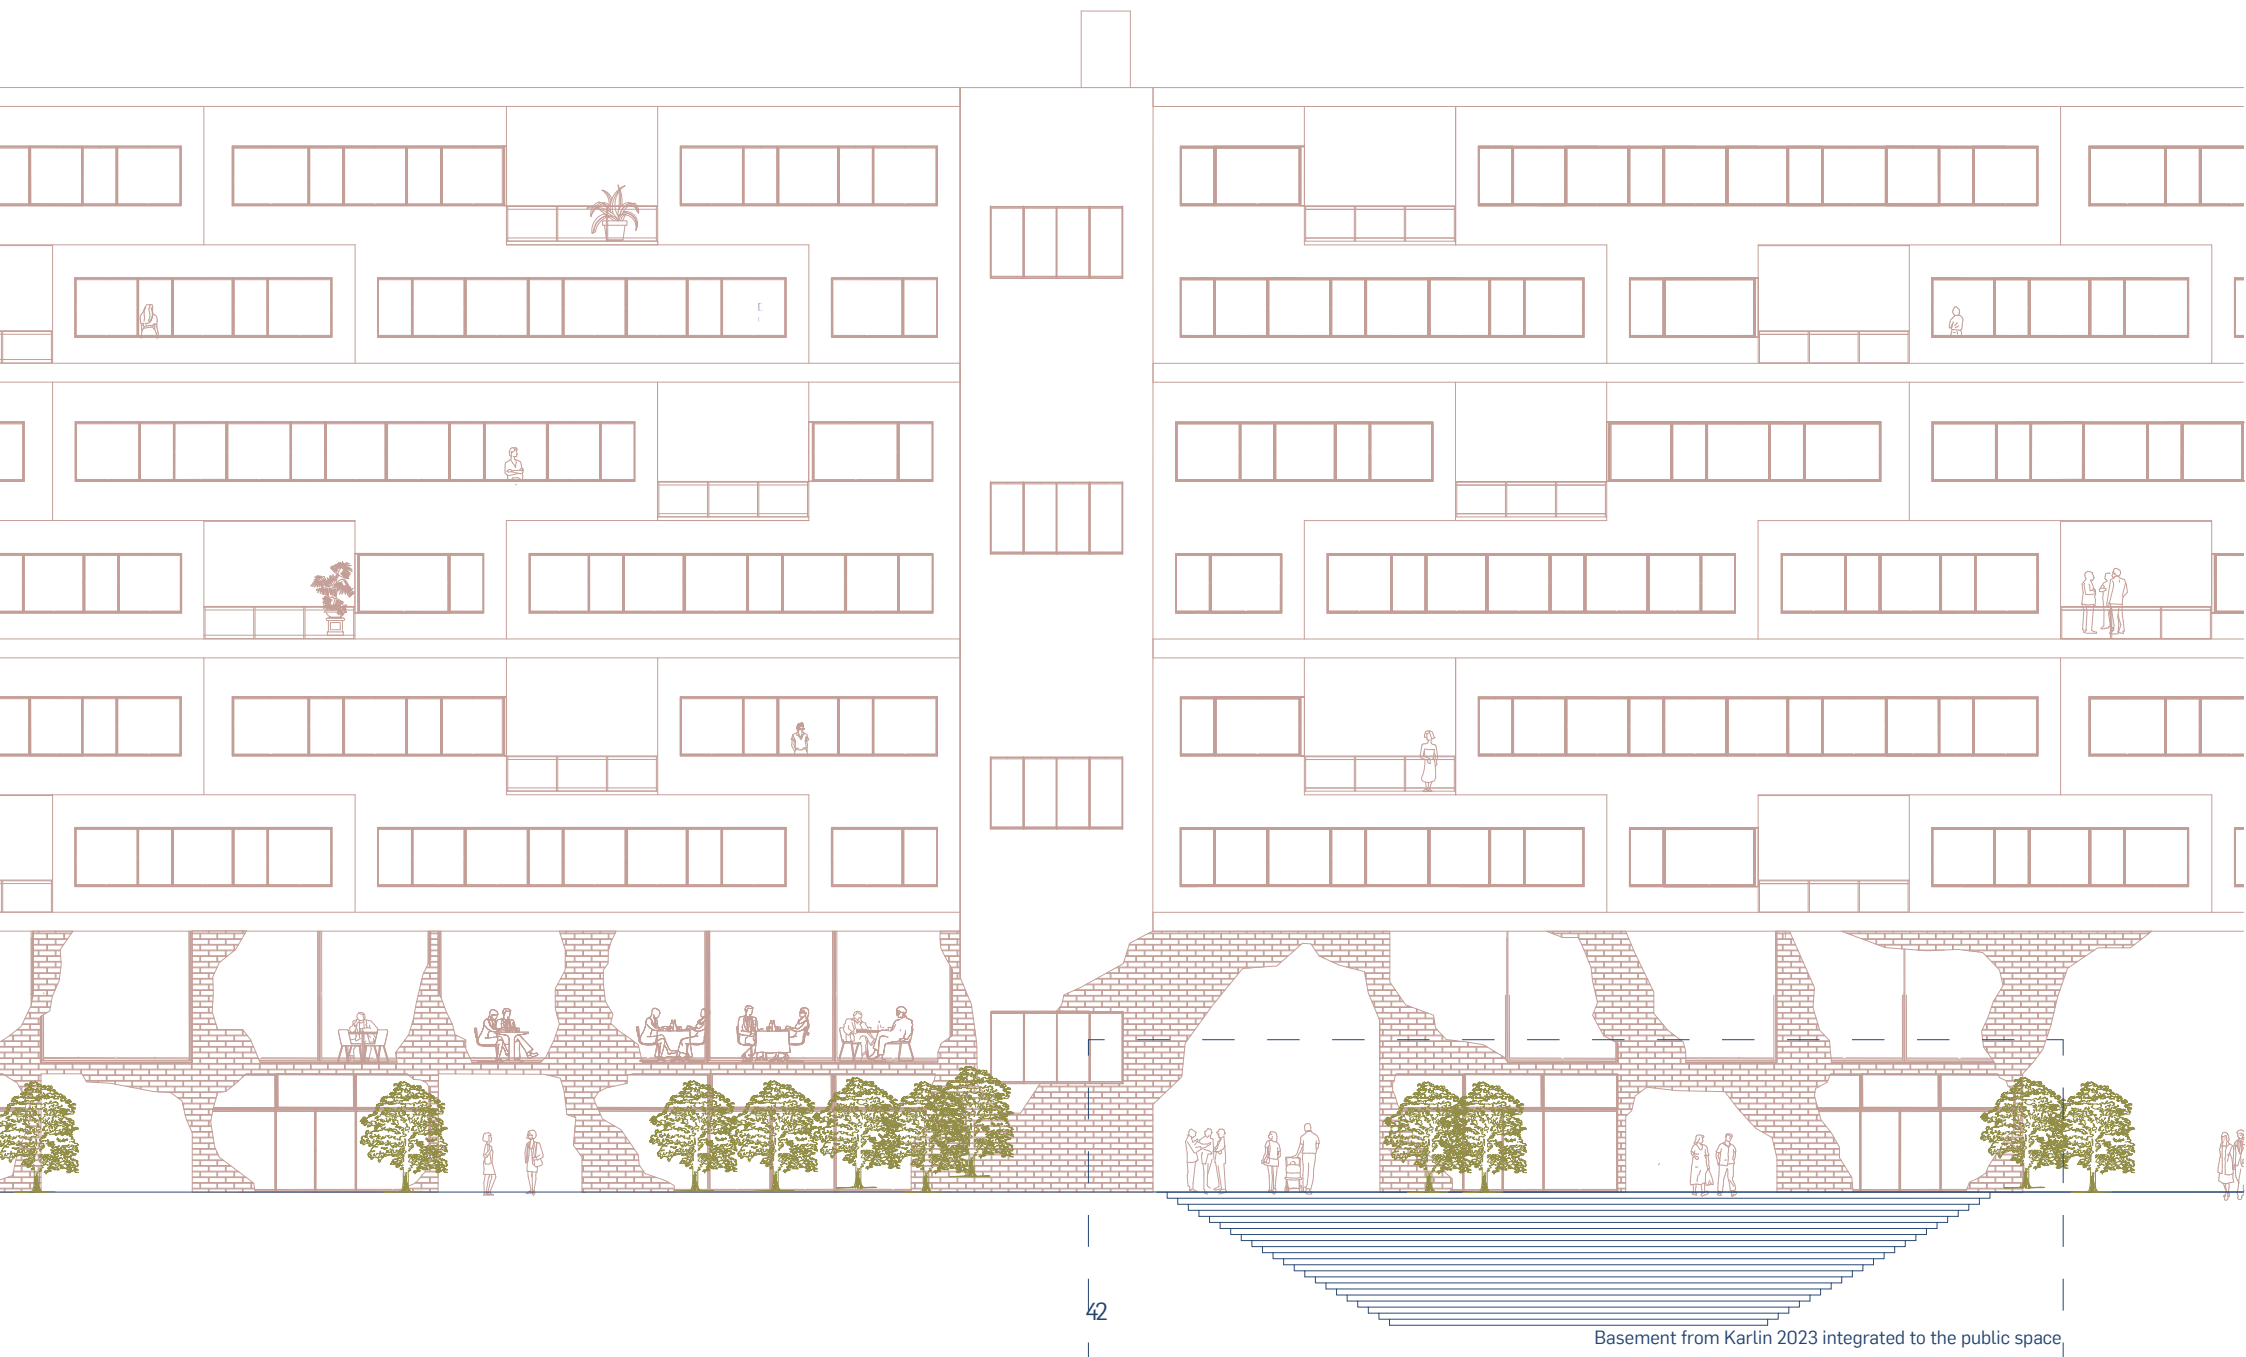 42
Basement from Karlin 2023 integrated to the public space